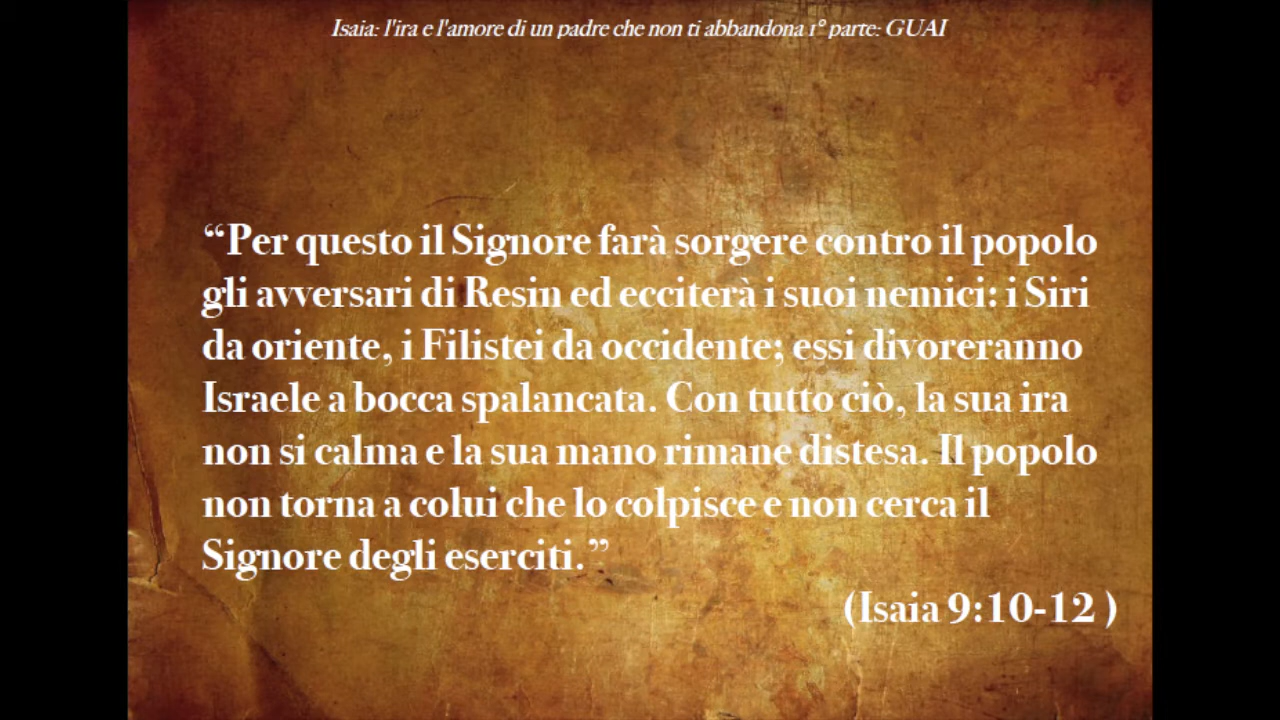 Isaia: l'ira e l'amore di un padre che non ti abbandona 1° parte: GUAI
“Per questo il Signore farà sorgere contro il popolo
gli avversari di Resin ed ecciterà i suoi nemici: i Siri
da oriente, i Filistei da occidente; essi divoreranno
Israele a bocca spalancata. Con tutto ciò, la sua ira
non si calma e la sua mano rimane distesa. Il popolo
non torna a colui che lo colpisce e non cerca il
Signore degli eserciti.”
(Isaia 9:10-12 )